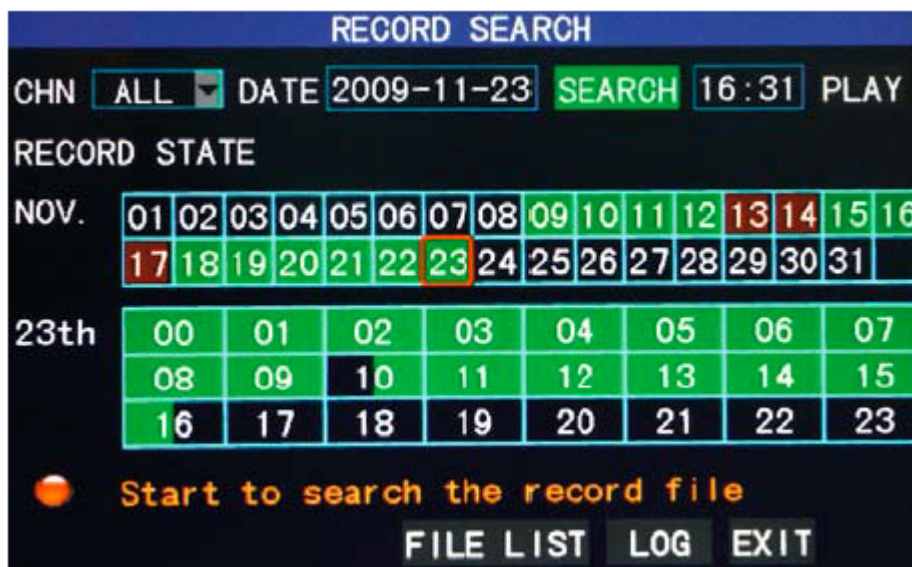 RECORD SEARCH
CHN ALL DATE 2009-11-23 SEARCH 16:31 PLAY
RECORD STATE
NOV. 01 02 03 04 05 06 07 08 09 10 11 12 13 14 15 16
17 18 19 20 21 22 23 24 25 26 27 28 29 30 31
23th 00 01 02 03 04 05 06 07
08 09 10 11 12 13 14 15
16 17 18 19 20 21 22 23
Start to search the record file
FILE LIST LOG EXIT